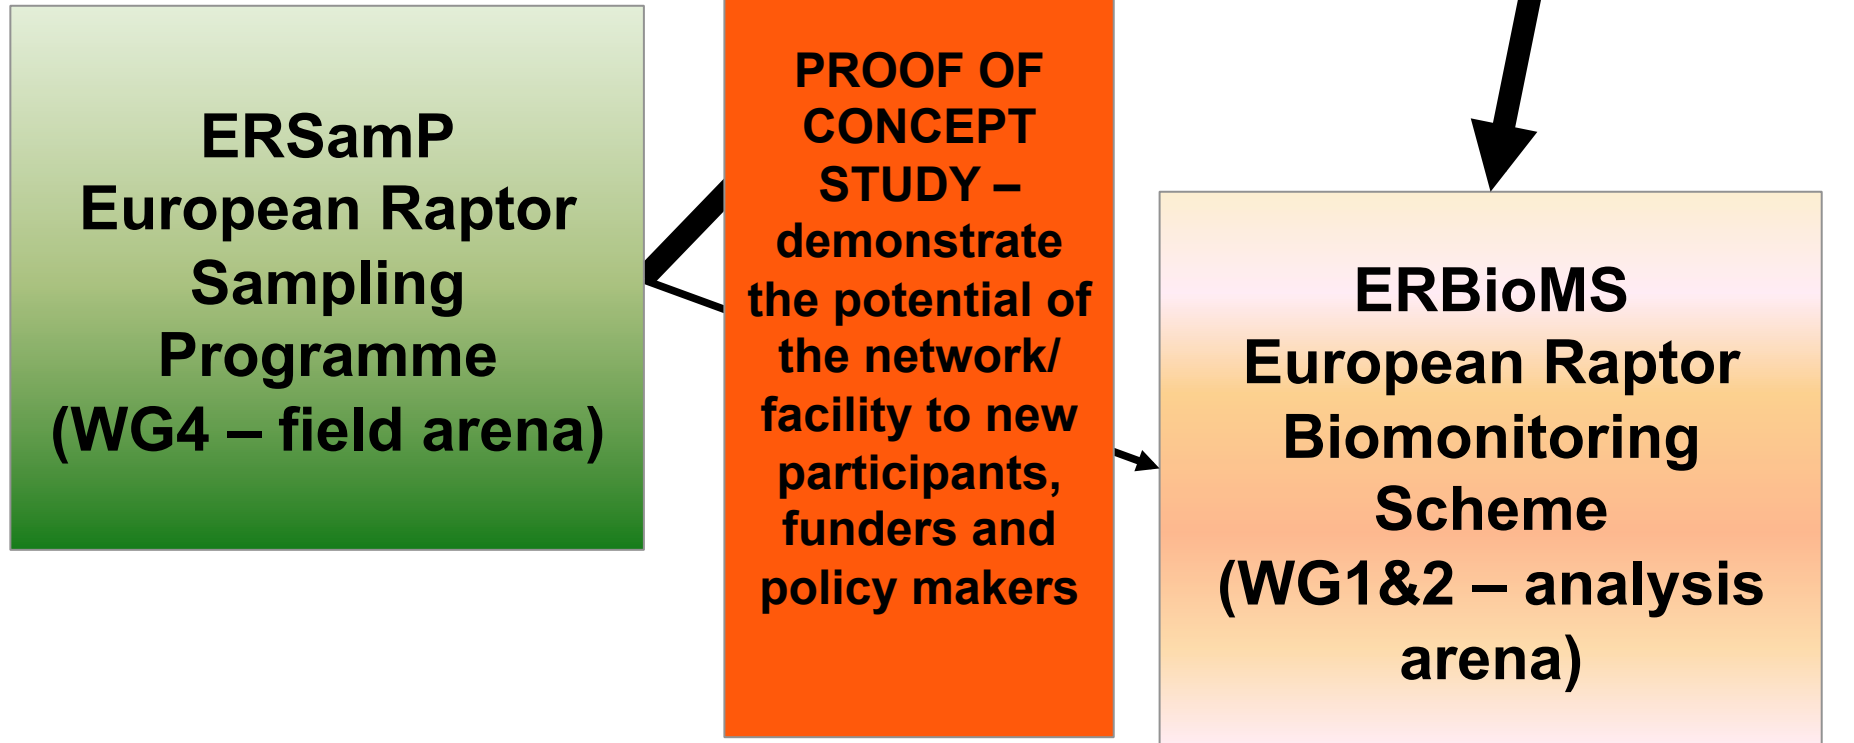 ERSamP
European Raptor
Sampling
Programme
(WG4 – field arena)
PROOF OF
CONCEPT
STUDY –
demonstrate
the potential of
the network/
facility to new
participants,
funders and
policy makers
ERBioMS
European Raptor
Biomonitoring
Scheme
(WG1&2 – analysis
arena)